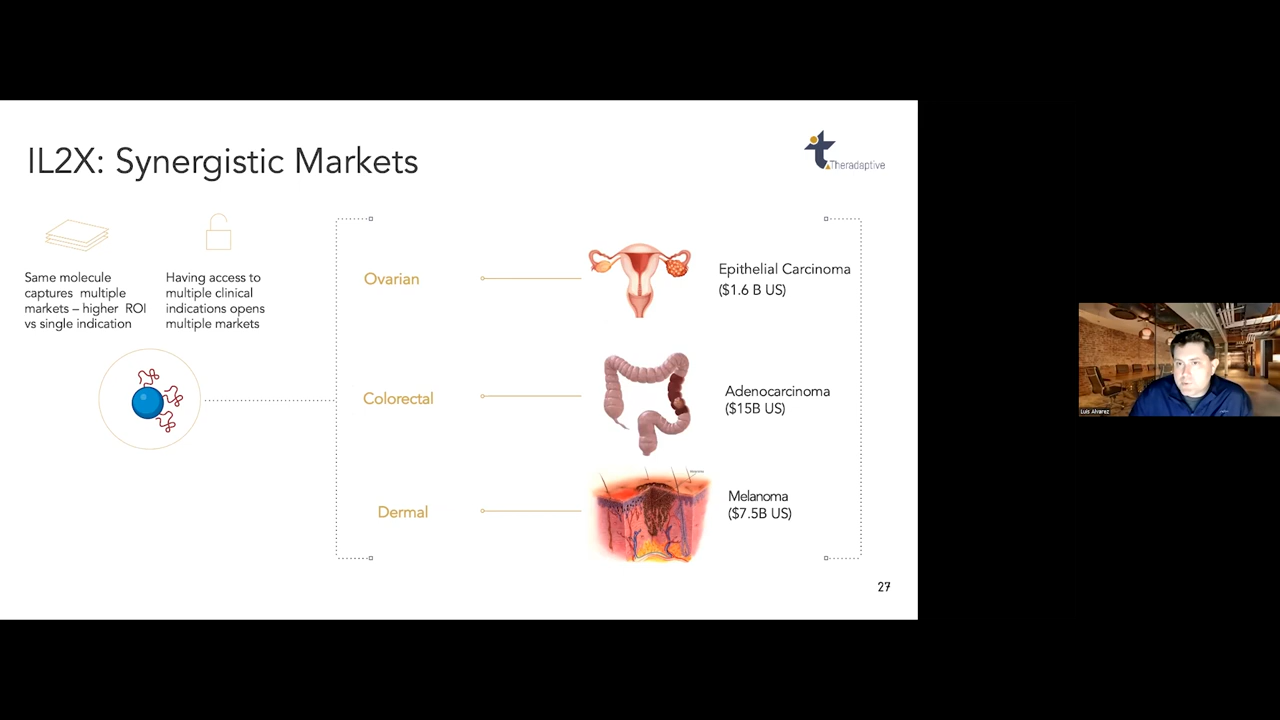 IL2X: Synergistic Markets
Theradaptive
Same molecule
captures multiple
markets – higher ROI
vs single indication
Having access to
multiple clinical
indications opens
multiple markets
Ovarian
Epithelial Carcinoma
($1.6 B US)
Colorectal
Adenocarcinoma
($15B US)
Dermal
Melanoma
($7.5B US)
27
Luis Alvarez